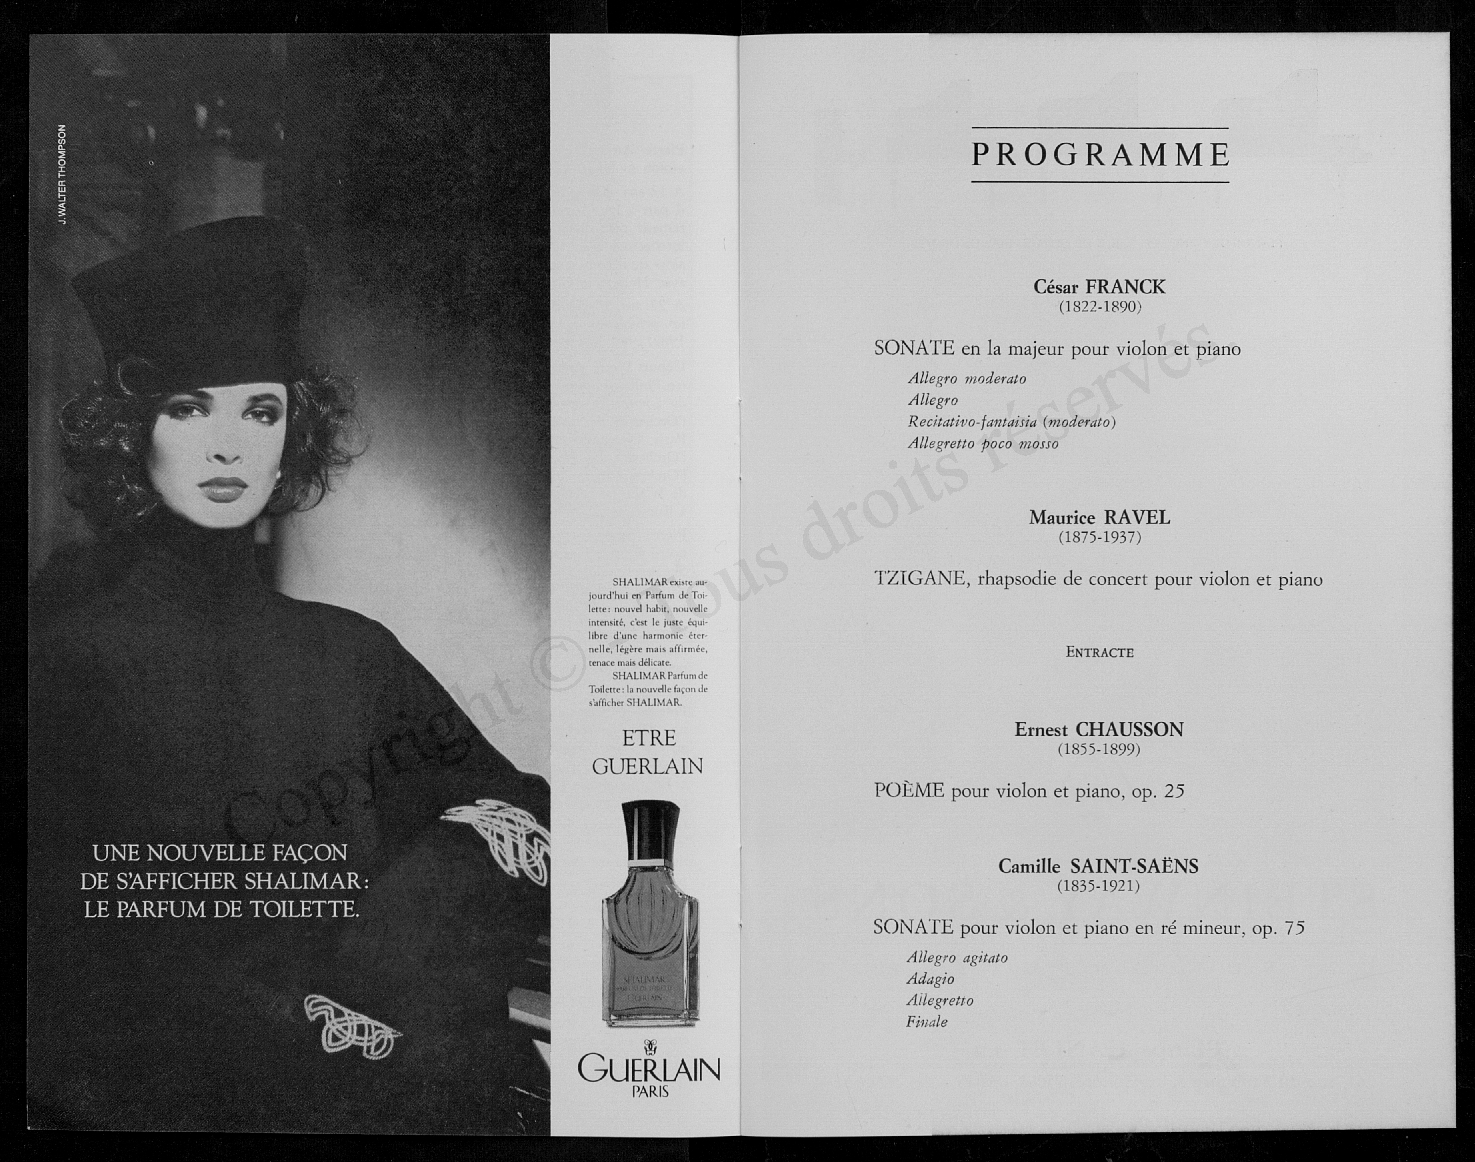 J. WALTER THOMPSON
UNE NOUVELLE FAÇON
DE S'AFFICHER SHALIMAR:
LE PARFUM DE TOILETTE.
SHALIMAR existe au-
jourd'hui en Parfum de Toi-
lette: nouvel habit, nouvelle
intensité, c'est le juste équi-
libre d'une harmonie éter-
nelle, légère mais affirmée,
tenace mais délicate.
SHALIMAR Parfum de
Toilette: la nouvelle façon de
s'afficher SHALIMAR.
ETRE
GUERLAIN
SHALIMAR
GUERLAIN
GUERLAIN
PARIS
PROGRAMME
César FRANCK
(1822-1890)
SONATE en la majeur pour violon et piano
Allegro moderato
Allegro
Recitativo-fantaisia (moderato)
Allegretto poco mosso
Maurice RAVEL
(1875-1937)
TZIGANE, rhapsodie de concert pour violon et piano
ENTRACTE
Ernest CHAUSSON
(1855-1899)
POÈME pour violon et piano, op. 25
Camille SAINT-SAËNS
(1835-1921)
SONATE pour violon et piano en ré mineur, op. 75
Allegro agitato
Adagio
Allegretto
Finale
Copyright © Tous droits réservés.